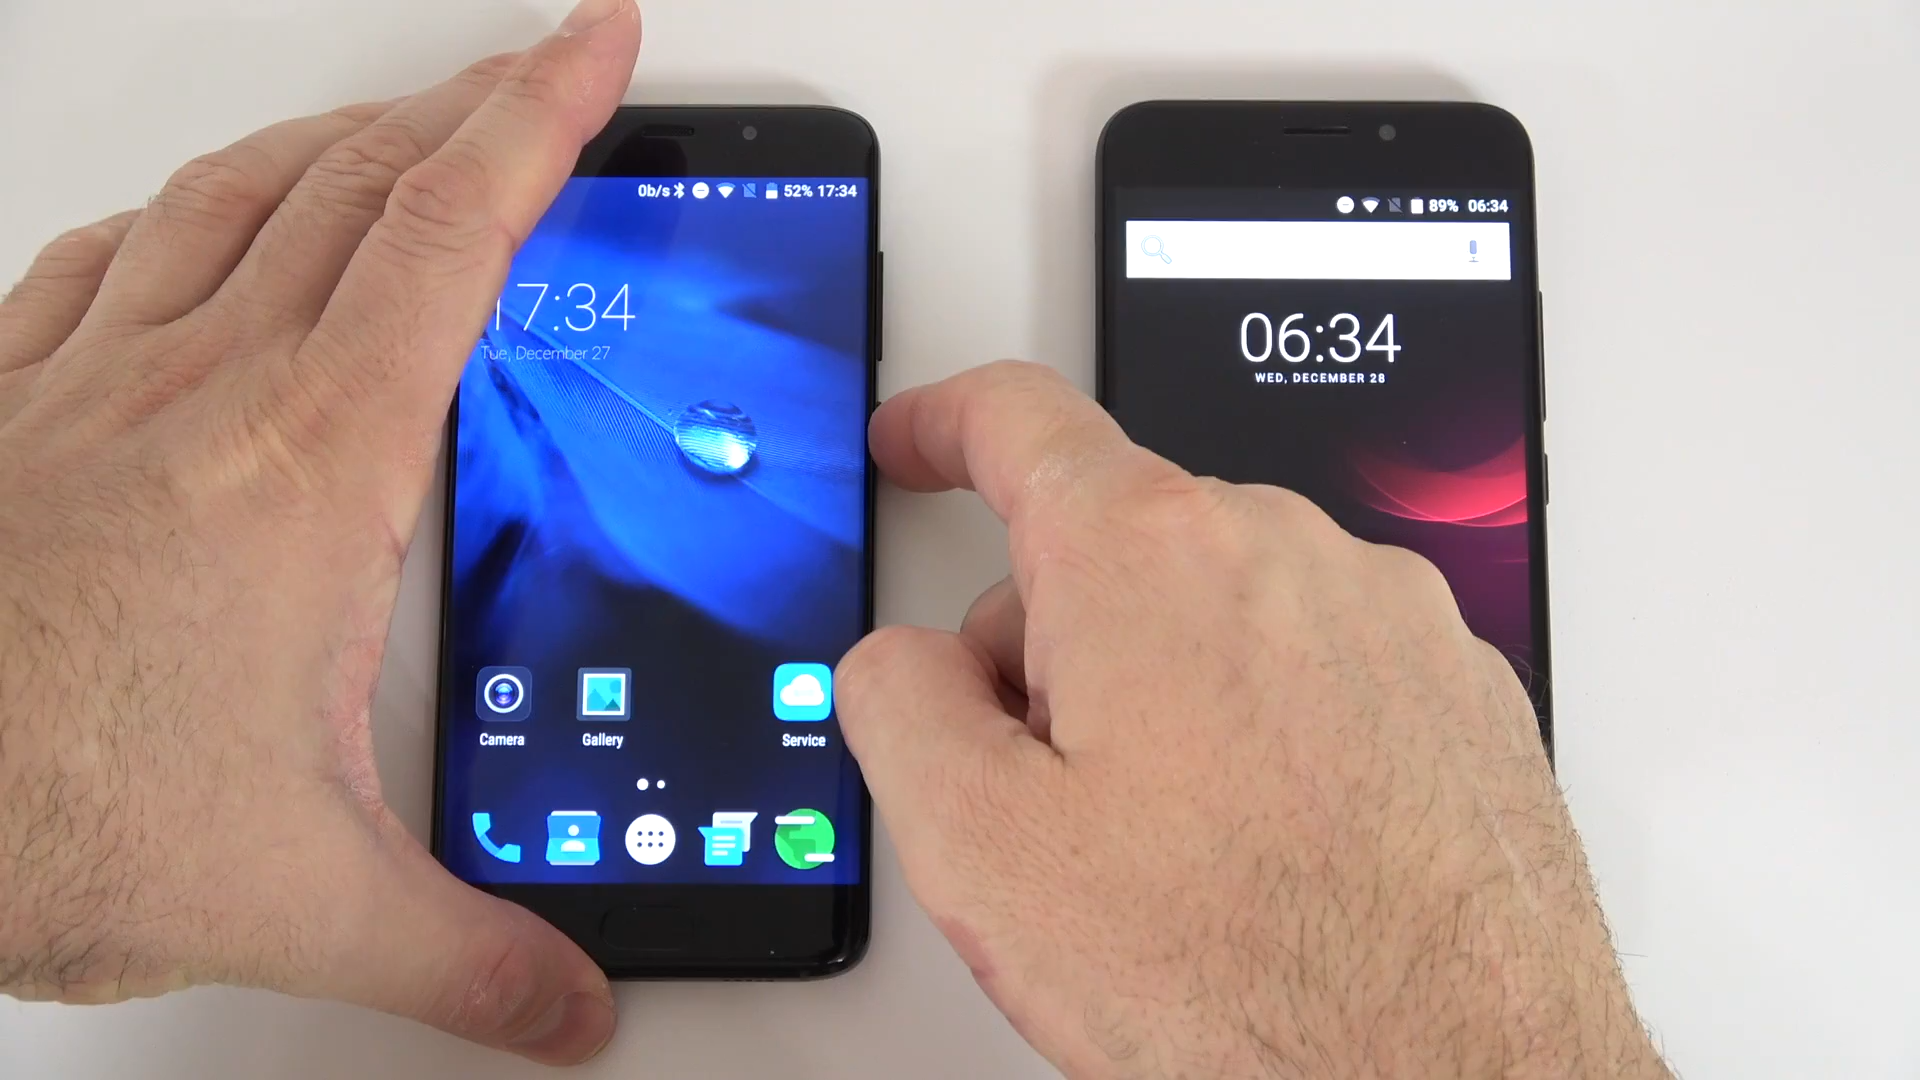 0b/s 52% 17:34
17:34
Tue, December 27
Camera Gallery Service
89% 06:34
06:34
WED, DECEMBER 28